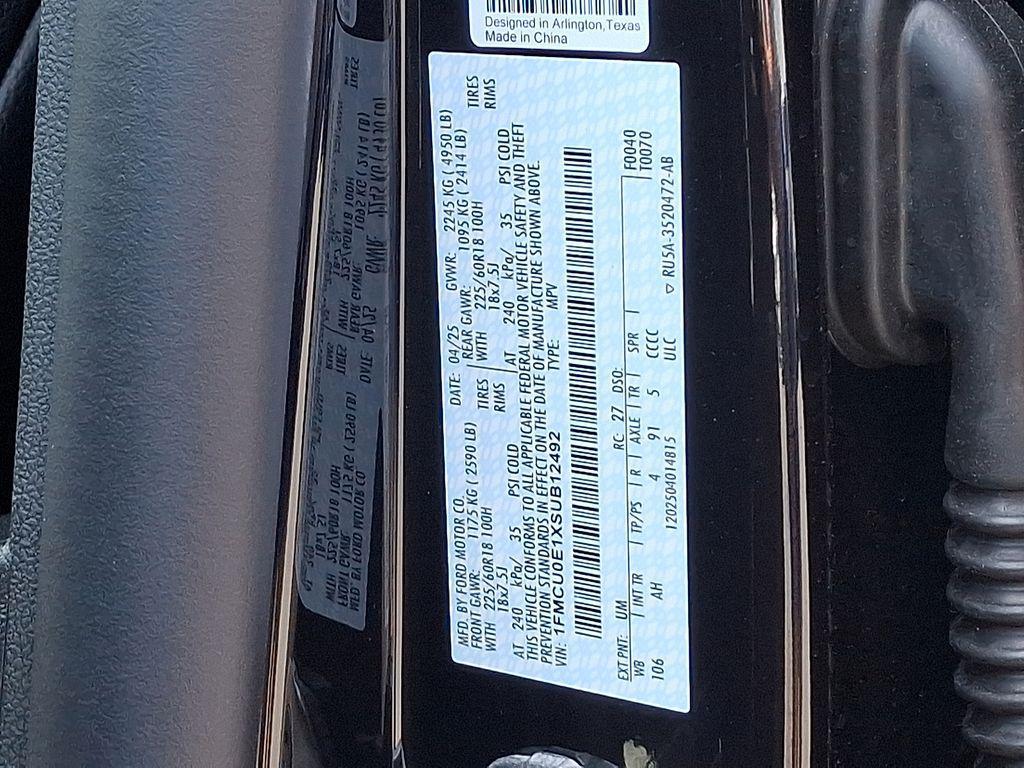 Designed in Arlington, Texas
Made in China
MFD. BY FORD MOTOR CO. DATE: 04/25 GVWR: 2245 KG ( 4950 LB)
FRONT GAWR: 1175 KG ( 2590 LB) REAR GAWR: 1095 KG ( 2414 LB)
WITH 225/60R18 100H TIRES WITH 225/60R18 100H TIRES
18x7.5J RIMS 18x7.5J RIMS
AT 240 kPa/ 35 PSI COLD AT 240 kPa/ 35 PSI COLD
THIS VEHICLE CONFORMS TO ALL APPLICABLE FEDERAL MOTOR VEHICLE SAFETY AND THEFT
PREVENTION STANDARDS IN EFFECT ON THE DATE OF MANUFACTURE SHOWN ABOVE.
VIN: 1FMCU0E1XSUB12492 TYPE: MPV
EXT PNT: UM RC: 27 DSO: F0040
WB INT TR TP/PS R AXLE TR SPR T0070
106 AH 4 91 5 CCCC
120250401481​5 ULC ▽ RU5A-3520472-AB